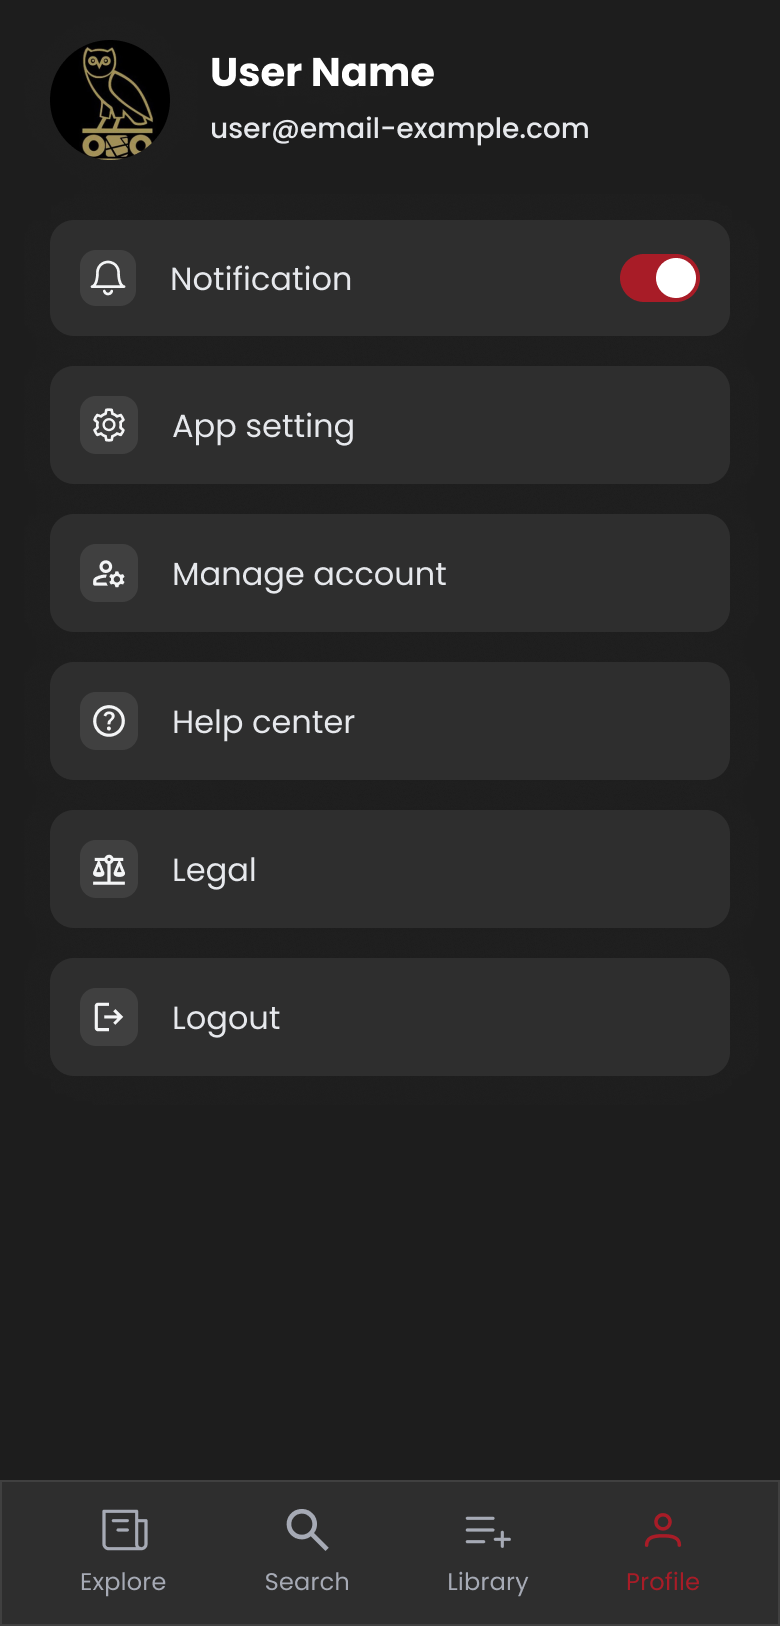 User Name
user@email-example.com
Notification
App setting
Manage account
Help center
Legal
Logout
Explore
Search
Library
Profile